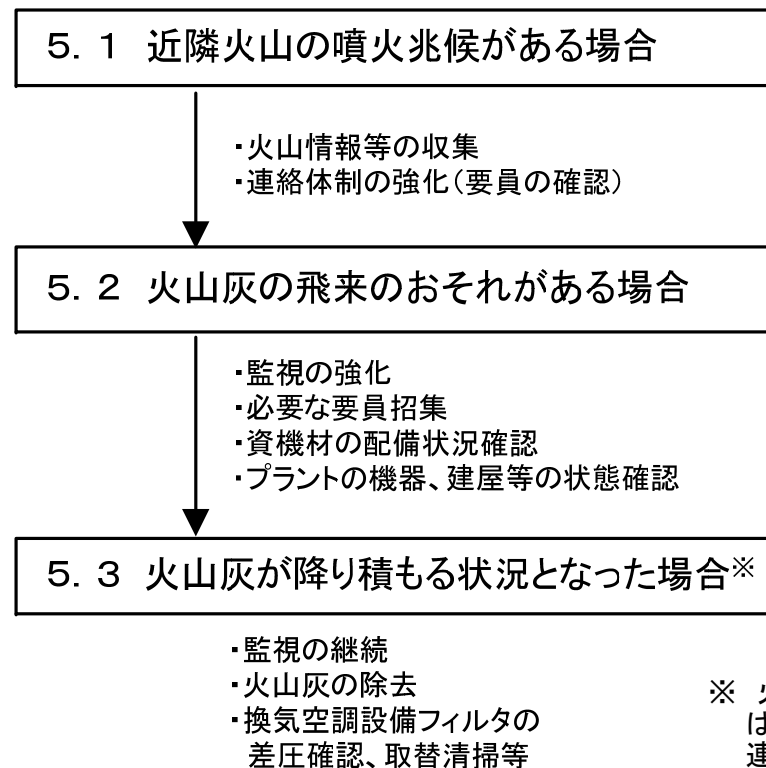 ５．１　近隣火山の噴火兆候がある場合
・火山情報等の収集
・連絡体制の強化（要員の確認）
５．２　火山灰の飛来のおそれがある場合
・監視の強化
・必要な要員招集
・資機材の配備状況確認
・プラントの機器、建屋等の状態確認
５．３　火山灰が降り積もる状況となった場合※
・監視の継続
・火山灰の除去
・換気空調設備フィルタの
差圧確認、取替清掃等
※
は
連